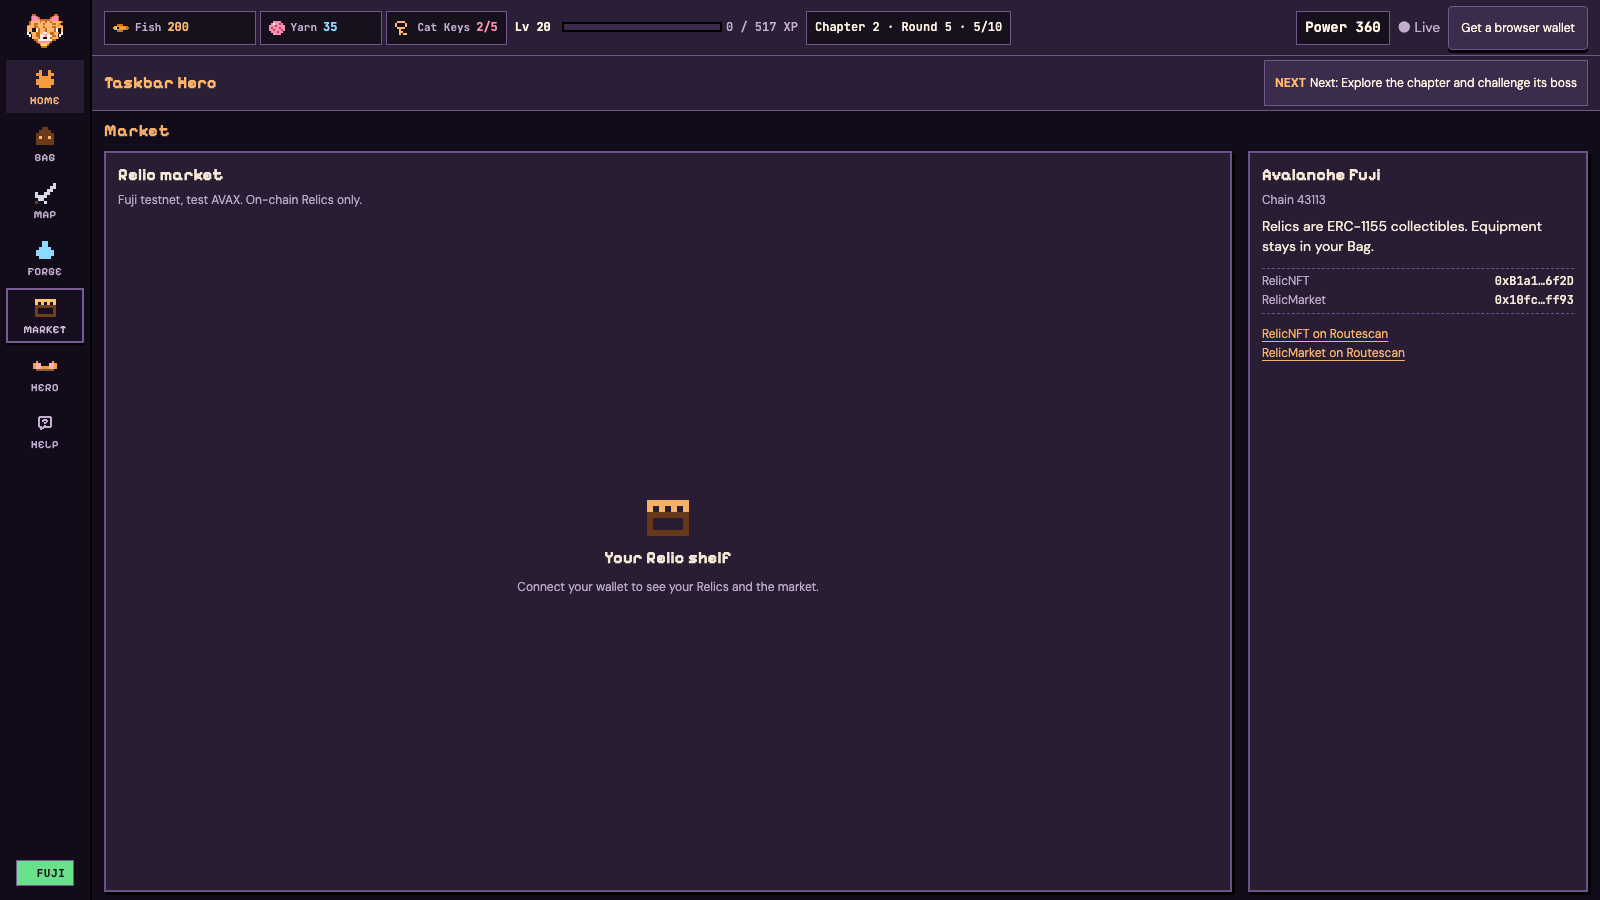 Fish 200
Yarn 35
Cat Keys 2/5
Lv 20
0 / 517 XP
Chapter 2 · Round 5 · 5/10
Power 360
Live
Get a browser wallet
Taskbar Hero
NEXT Next: Explore the chapter and challenge its boss
HOME
BAG
MAP
FORGE
MARKET
HERO
HELP
FUJI
Market
Relic market
Fuji testnet, test AVAX. On-chain Relics only.
Your Relic shelf
Connect your wallet to see your Relics and the market.
Avalanche Fuji
Chain 43113
Relics are ERC-1155 collectibles. Equipment
stays in your Bag.
RelicNFT 0xB1a1…6f2D
RelicMarket 0x10fc…ff93
RelicNFT on Routescan
RelicMarket on Routescan